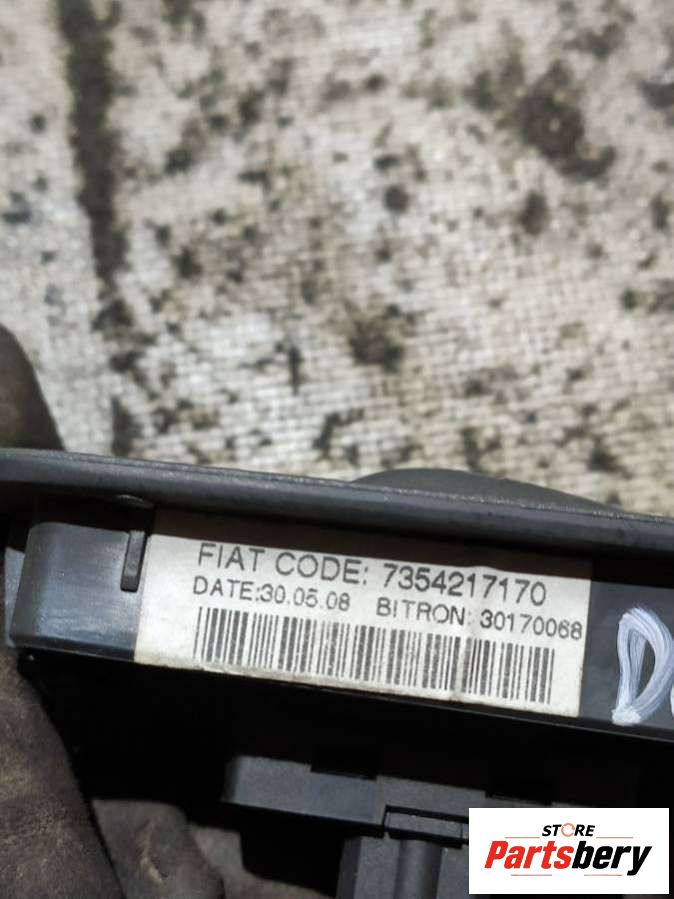 FIAT CODE: 7354217170
DATE:30.05.08 BITRON: 30170068
STORE
Partsbery